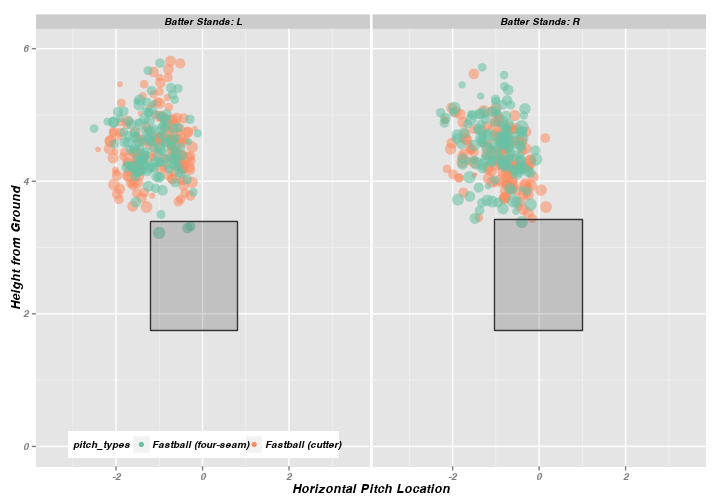 Batter Stands: L
Batter Stands: R
6
4
2
0
Height from Ground
pitch_types
Fastball (four-seam)
Fastball (cutter)
-2
0
2
-2
0
2
Horizontal Pitch Location